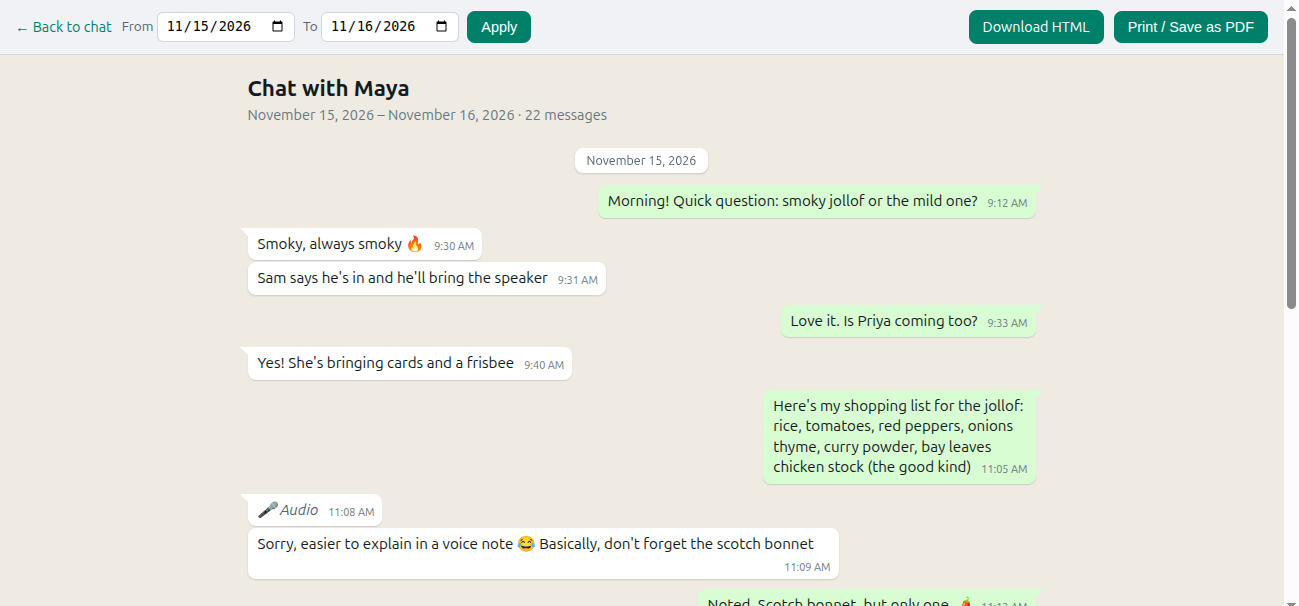 ← Back to chat From 11/15/2026 To 11/16/2026 Apply Download HTML Print / Save as PDF
Chat with Maya
November 15, 2026 – November 16, 2026 · 22 messages
November 15, 2026
Morning! Quick question: smoky jollof or the mild one? 9:12 AM
Smoky, always smoky 🔥 9:30 AM
Sam says he's in and he'll bring the speaker 9:31 AM
Love it. Is Priya coming too? 9:33 AM
Yes! She's bringing cards and a frisbee 9:40 AM
Here's my shopping list for the jollof:
rice, tomatoes, red peppers, onions
thyme, curry powder, bay leaves
chicken stock (the good kind) 11:05 AM
🎤 Audio 11:08 AM
Sorry, easier to explain in a voice note 😂 Basically, don't forget the scotch bonnet
11:09 AM
Noted. Scotch bonnet, but only one 🌶️